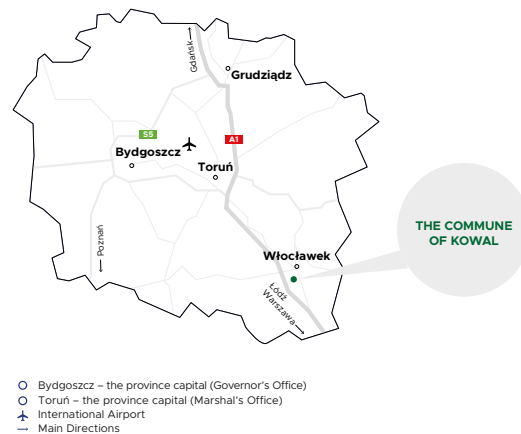 Gdańsk
Grudziądz
S5
A1
Bydgoszcz
Toruń
THE COMMUNE
OF KOWAL
Poznań
Włocławek
Łódź
Warszawa
Bydgoszcz – the province capital (Governor's Office)
Toruń – the province capital (Marshal's Office)
International Airport
Main Directions